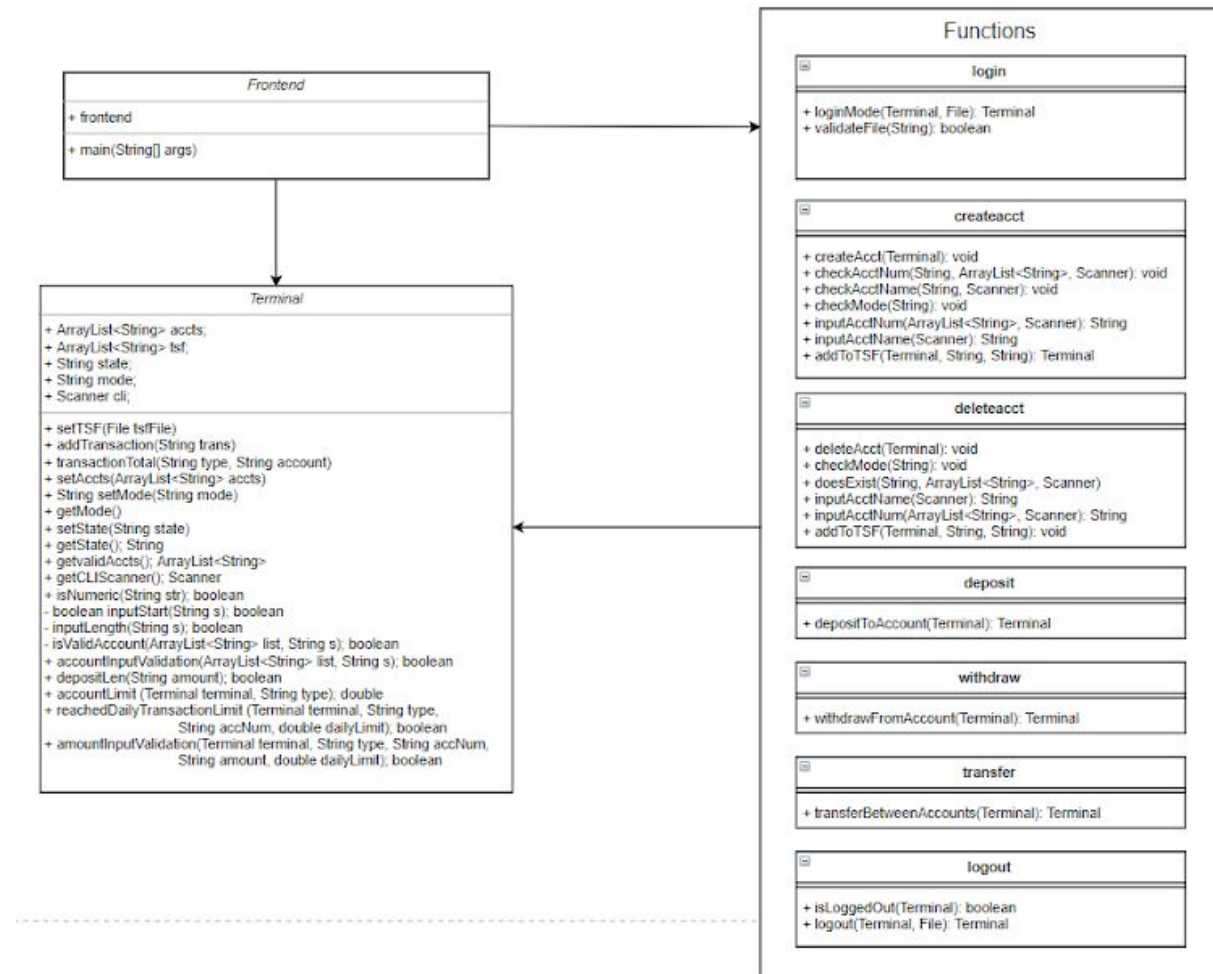 Frontend
+ frontend
+ main(String[] args)
Terminal
+ ArrayList<String> accts;
+ ArrayList<String> tsf;
+ String state;
+ String mode;
+ Scanner cli;
+ setTSF(File tsfFile)
+ addTransaction(String trans)
+ transactionTotal(String type, String account)
+ setAccts(ArrayList<String> accts)
+ String setMode(String mode)
+ getMode()
+ setState(String state)
+ getState(); String
+ getvalidAccts(); ArrayList<String>
+ getCLIScanner(); Scanner
+ isNumeric(String str); boolean
- boolean inputStart(String s); boolean
- inputLength(String s); boolean
- isValidAccount(ArrayList<String> list, String s); boolean
+ accountInputValidation(ArrayList<String> list, String s); boolean
+ depositLen(String amount); boolean
+ accountLimit (Terminal terminal, String type); double
+ reachedDailyTransactionLimit (Terminal terminal, String type,
String accNum, double dailyLimit); boolean
+ amountInputValidation(Terminal terminal, String type, String accNum,
String amount, double dailyLimit); boolean
Functions
login
+ loginMode(Terminal, File): Terminal
+ validateFile(String): boolean
createacct
+ createAcct(Terminal): void
+ checkAcctNum(String, ArrayList<String>, Scanner): void
+ checkAcctName(String, Scanner): void
+ checkMode(String): void
+ inputAcctNum(ArrayList<String>, Scanner): String
+ inputAcctName(Scanner): String
+ addToTSF(Terminal, String, String): Terminal
deleteacct
+ deleteAcct(Terminal): void
+ checkMode(String): void
+ doesExist(String, ArrayList<String>, Scanner)
+ inputAcctName(Scanner): String
+ inputAcctNum(ArrayList<String>, Scanner): String
+ addToTSF(Terminal, String, String): void
deposit
+ depositToAccount(Terminal): Terminal
withdraw
+ withdrawFromAccount(Terminal): Terminal
transfer
+ transferBetweenAccounts(Terminal): Terminal
logout
+ isLoggedOut(Terminal): boolean
+ logout(Terminal, File): Terminal